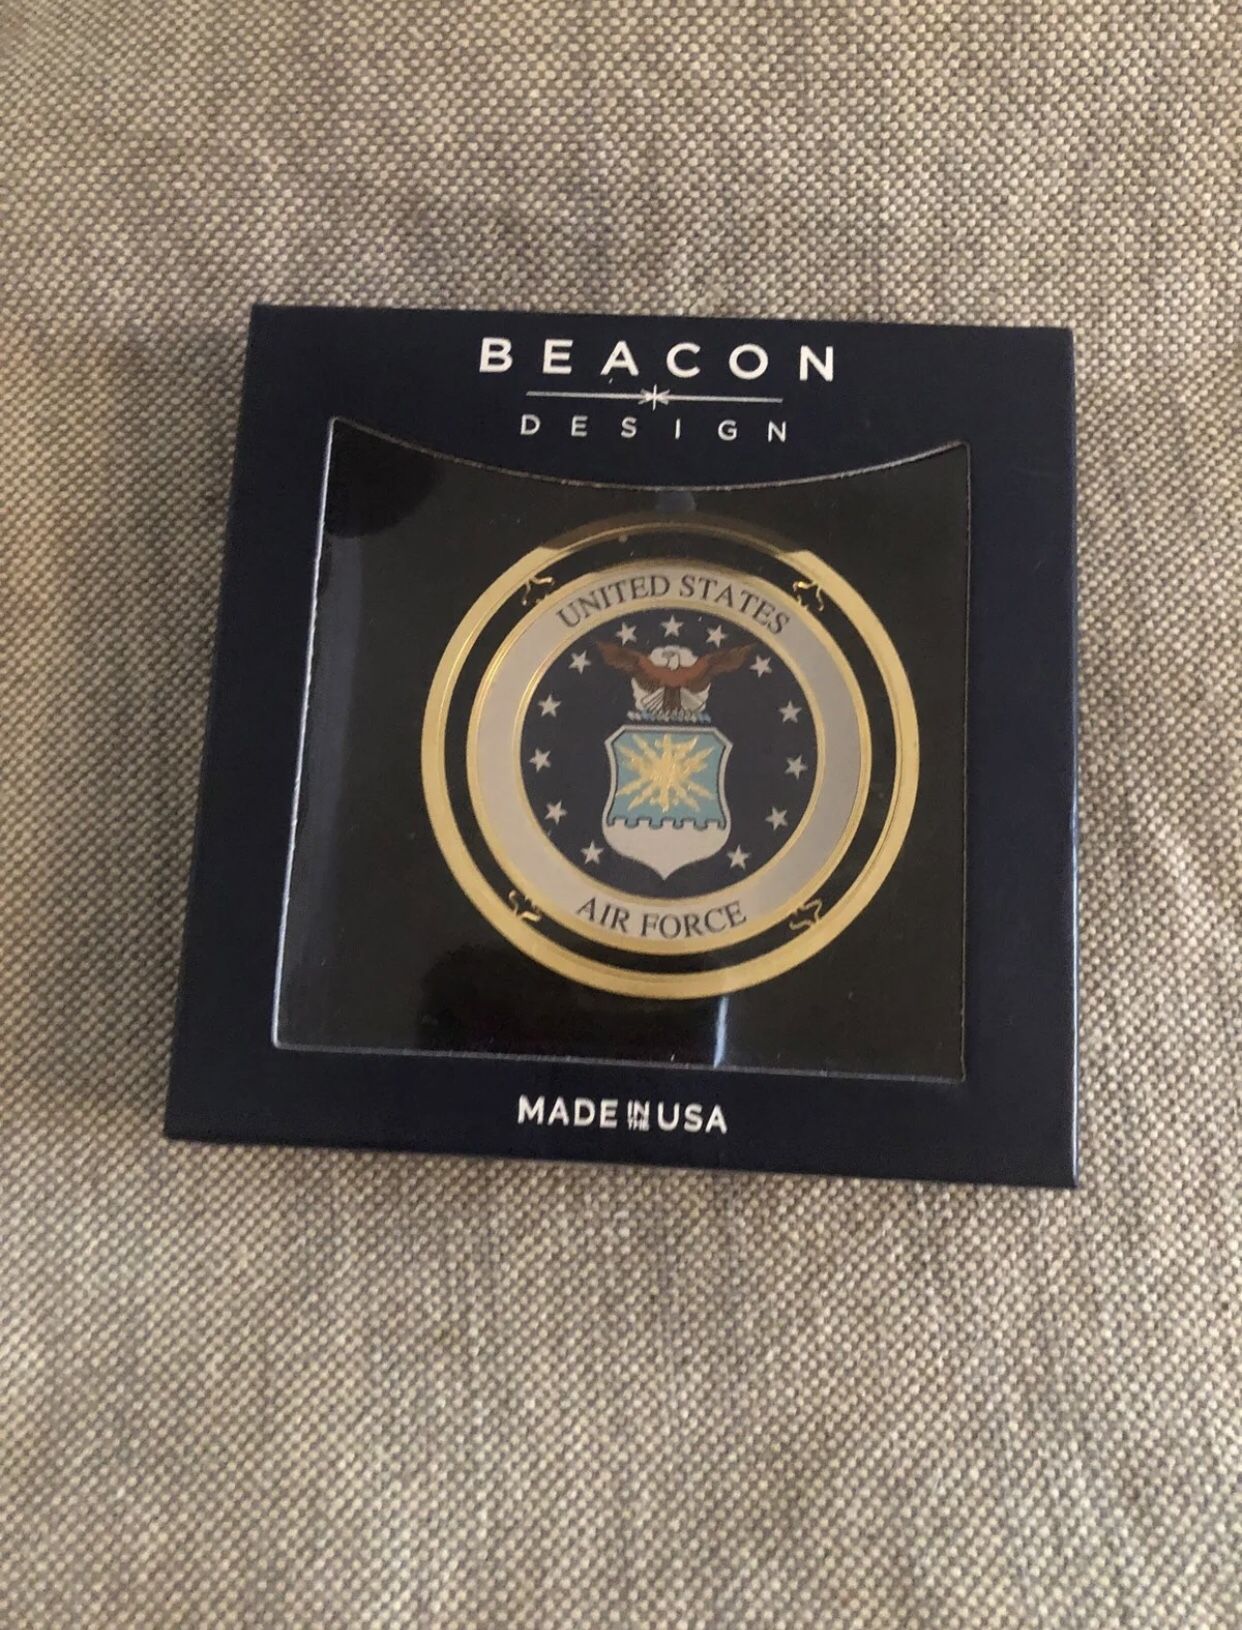 BEACON
DESIGN
UNITED STATES
AIR FORCE
MADE IN THE USA